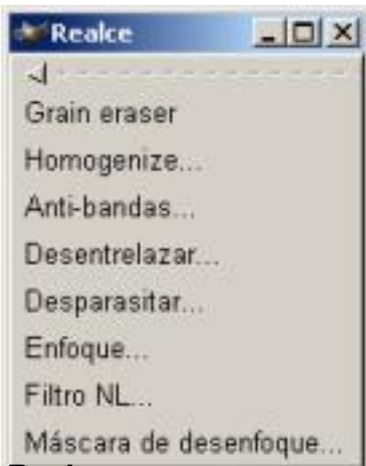 Realce
Grain eraser
Homogenize...
Anti-bandas...
Desentrelazar...
Desparasitar...
Enfoque...
Filtro NL...
Máscara de desenfoque...